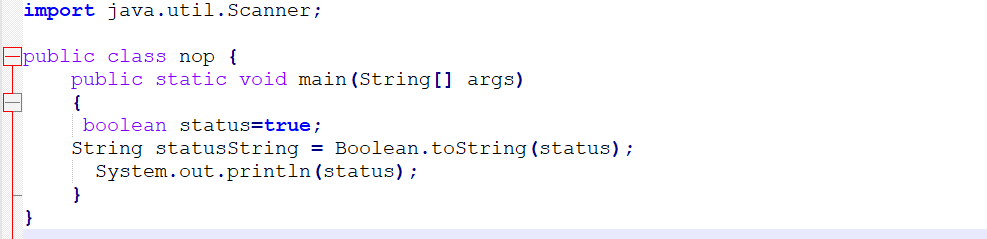 import java.util.Scanner;
public class nop {
public static void main(String[] args)
{
boolean status=true;
String statusString = Boolean.toString(status);
System.out.println(status);
}
}